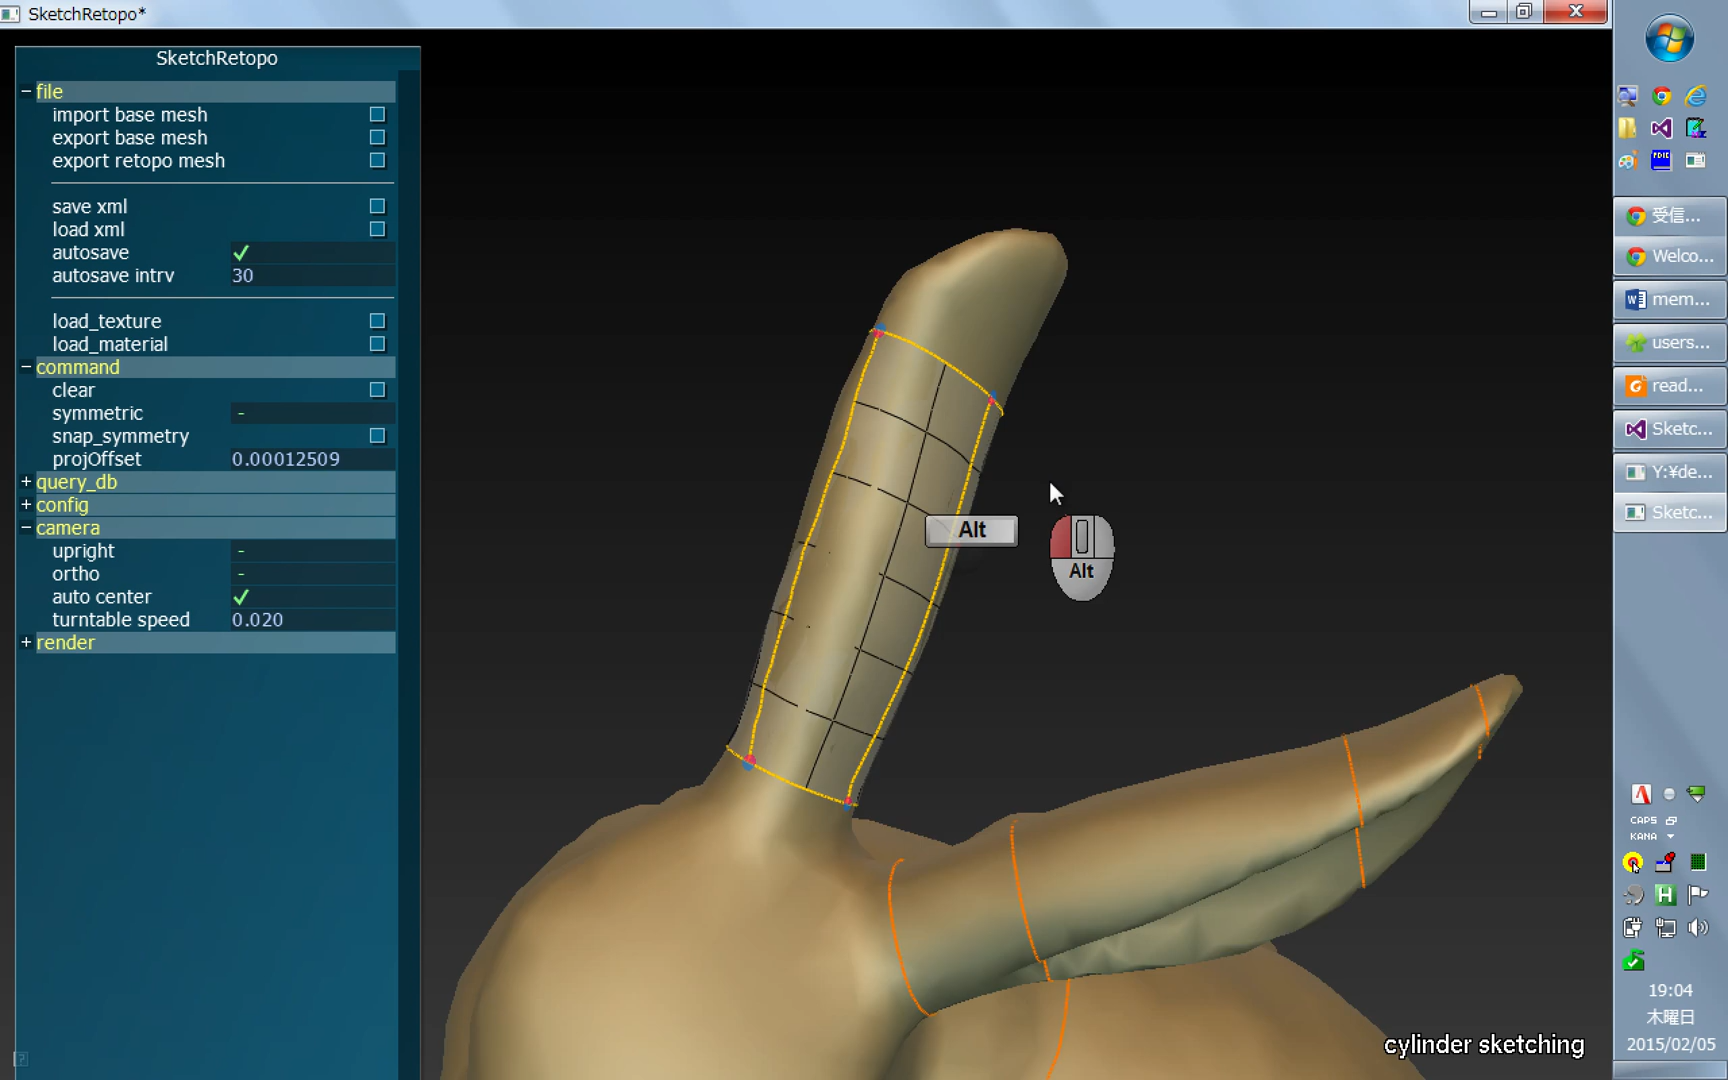 SketchRetopo*
SketchRetopo
− file
import base mesh
export base mesh
export retopo mesh
save xml
load xml
autosave
autosave intrv 30
load_texture
load_material
− command
clear
symmetric -
snap_symmetry
projOffset 0.00012509
+ query_db
+ config
− camera
upright -
ortho -
auto center
turntable speed 0.020
+ render
Alt
Alt
cylinder sketching
受信...
Welco...
mem...
users...
read...
Sketc...
Y:¥de...
Sketc...
CAPS
KANA
19:04
木曜日
2015/02/05